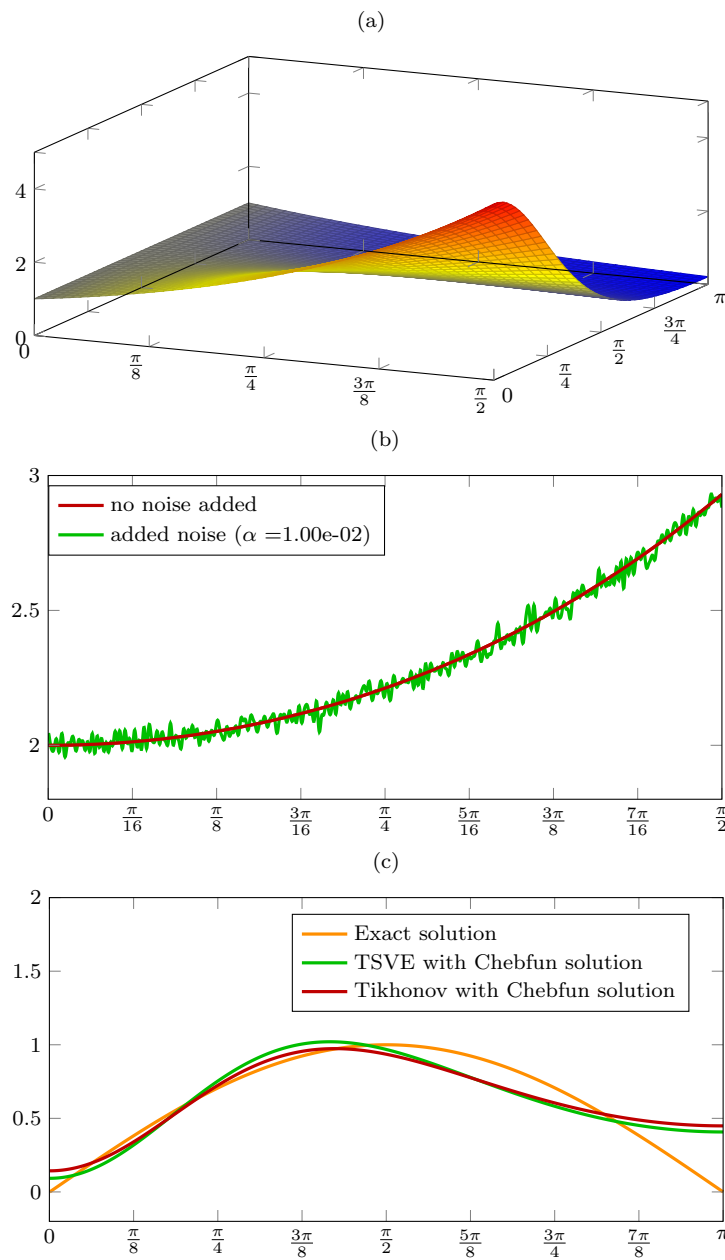 (a)
4
2
0
0
π/8
π/4
3π/8
π/2
0
π/4
π/2
3π/4
π
(b)
3
2.5
2
no noise added
added noise (α =1.00e-02)
0
π/16
π/8
3π/16
π/4
5π/16
3π/8
7π/16
π/2
(c)
2
1.5
1
0.5
0
Exact solution
TSVE with Chebfun solution
Tikhonov with Chebfun solution
0
π/8
π/4
3π/8
π/2
5π/8
3π/4
7π/8
π